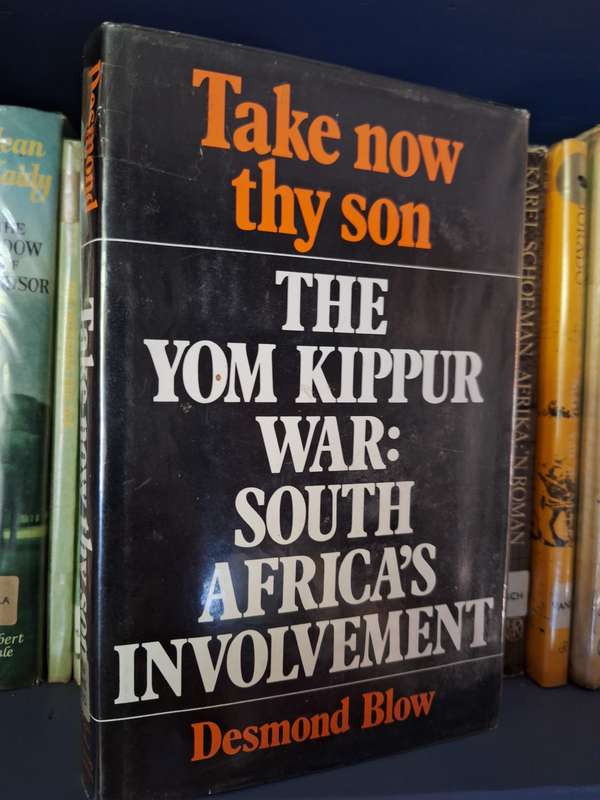 Take now
thy son
THE
YOM KIPPUR
WAR:
SOUTH
AFRICA'S
INVOLVEMENT
Desmond Blow
Desmond
Take now thy son
KAREL SCHOEMAN AFRIKA, 'N ROMAN